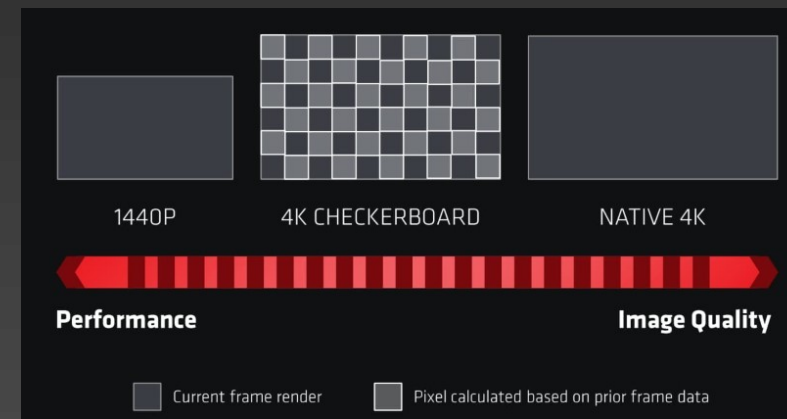 1440P
4K CHECKERBOARD
NATIVE 4K
Performance
Image Quality
Current frame render
Pixel calculated based on prior frame data